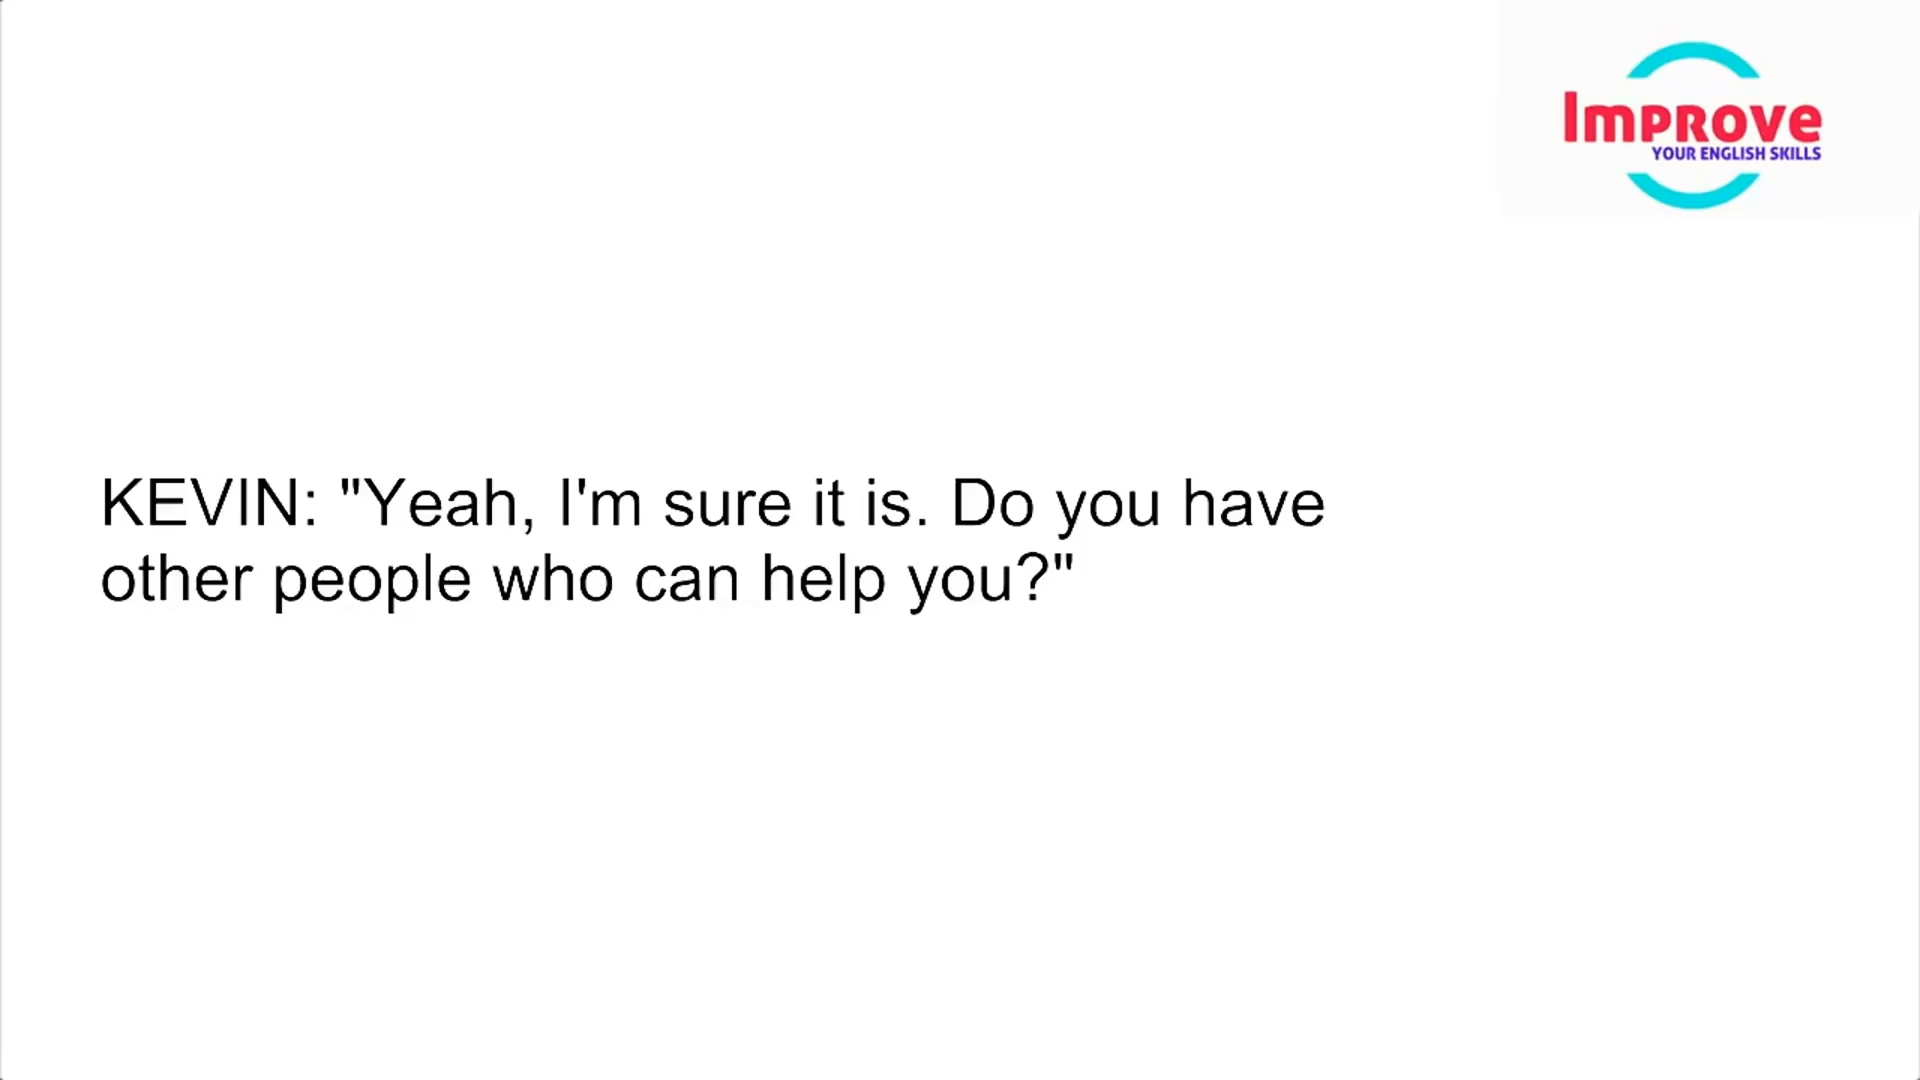 Improve
YOUR ENGLISH SKILLS
KEVIN: "Yeah, I'm sure it is. Do you have
other people who can help you?"